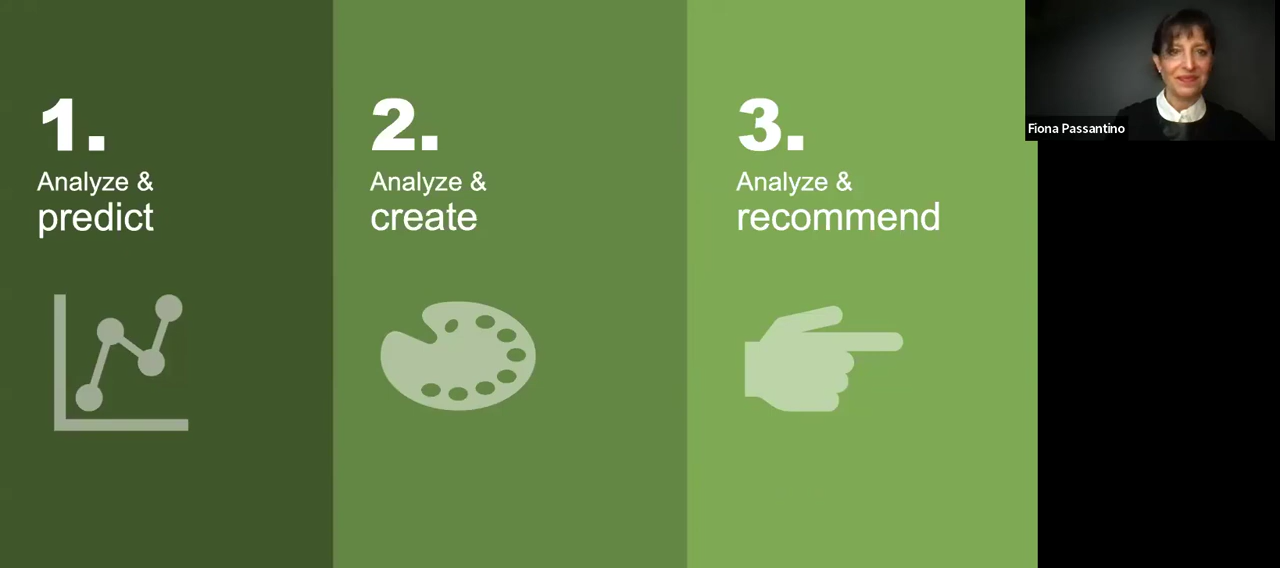 1.
Analyze &
predict
2.
Analyze &
create
3.
Analyze &
recommend
Fiona Passantino